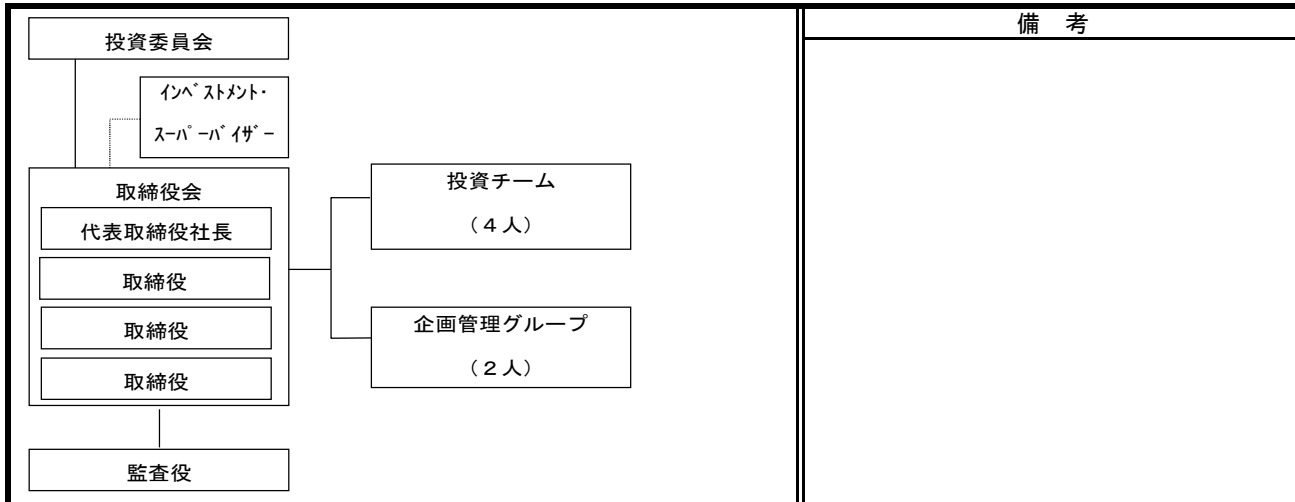 投資委員会
ｲﾝﾍﾞｽﾄﾒﾝﾄ・
ｽｰﾊﾟｰﾊﾞｲｻﾞｰ
取締役会
代表取締役社長
取締役
取締役
取締役
監査役
投資チーム
（４人）
企画管理グループ
（２人）
備　考